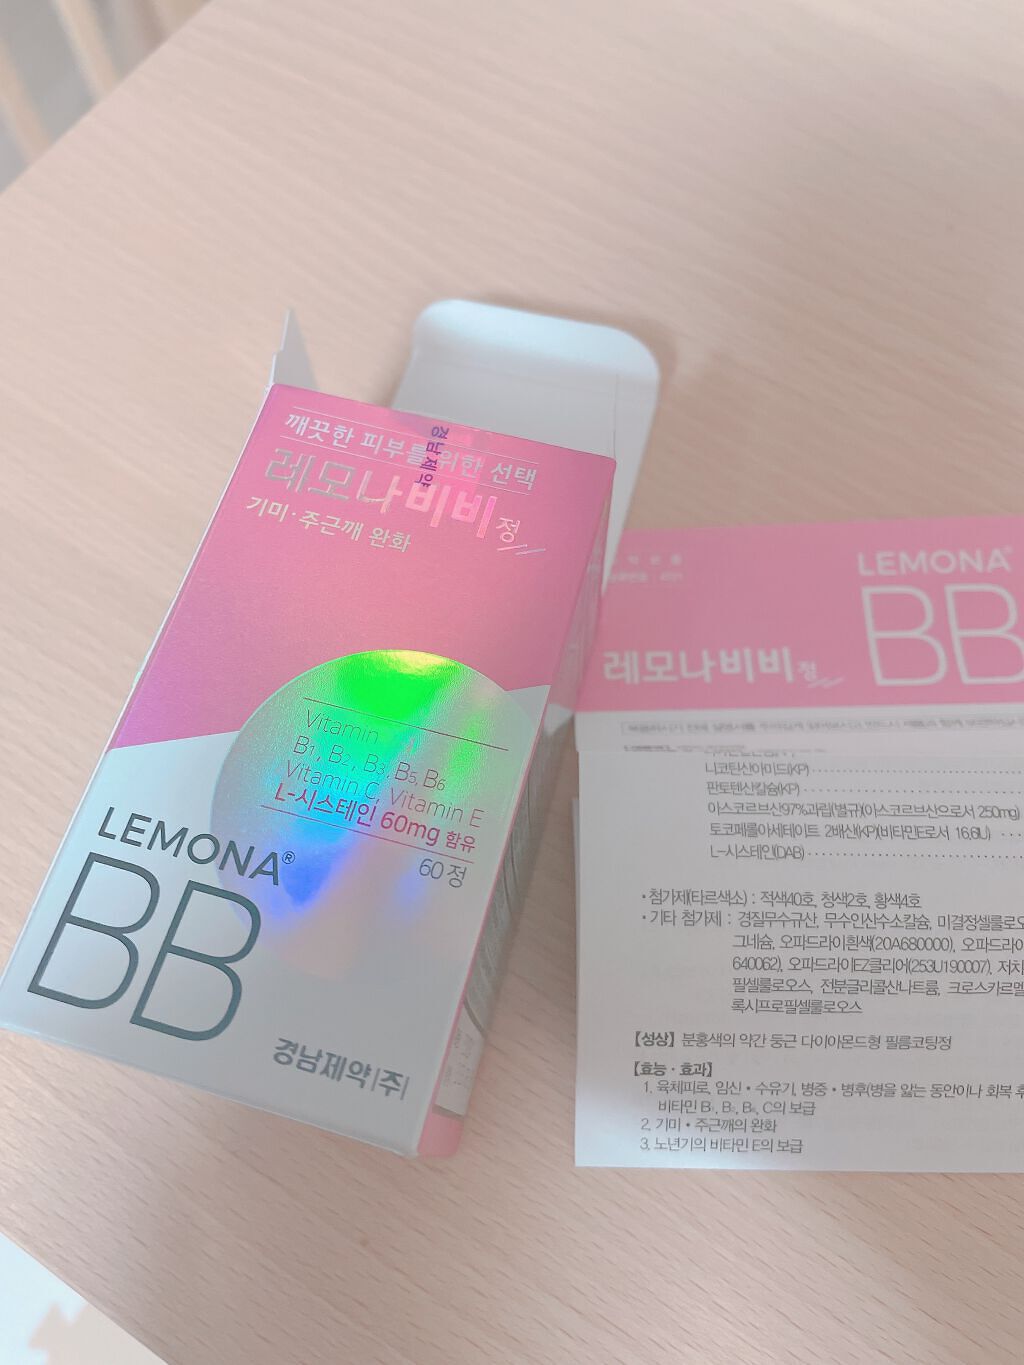 깨끗한 피부를 위한 선택
경남제약
레모나비비정
기미·주근깨 완화
Vitamin
B1, B2, B3, B5, B6
Vitamin C, Vitamin E
L-시스테인 60mg 함유
60정
LEMONA®
BB
경남제약(주)
LEMONA®
BB
레모나비비정
니코틴산아미드(KP)
판토텐산칼슘(KP)
아스코르브산97%과립(별규)(아스코르브산으로서 250mg)
토코페롤아세테이트 2배산(KP)(비타민E로서 16.6IU)
L-시스테인(DAB)
• 첨가제(타르색소) : 적색40호, 청색2호, 황색4호
• 기타 첨가제 : 경질무수규산, 무수인산수소칼슘, 미결정셀룰로오
그네슘, 오파드라이흰색(20A680000), 오파드라이
640062), 오파드라이EZ클리어(253U190007), 저치
필셀룰로오스, 전분글리콜산나트륨, 크로스카르멜
록시프로필셀룰로오스
【성상】 분홍색의 약간 둥근 다이아몬드형 필름코팅정
【효능·효과】
1. 육체피로, 임신·수유기, 병중·병후(병을 앓는 동안이나 회복 후
비타민 B1, B2, B6, C의 보급
2. 기미·주근깨의 완화
3. 노년기의 비타민 E의 보급